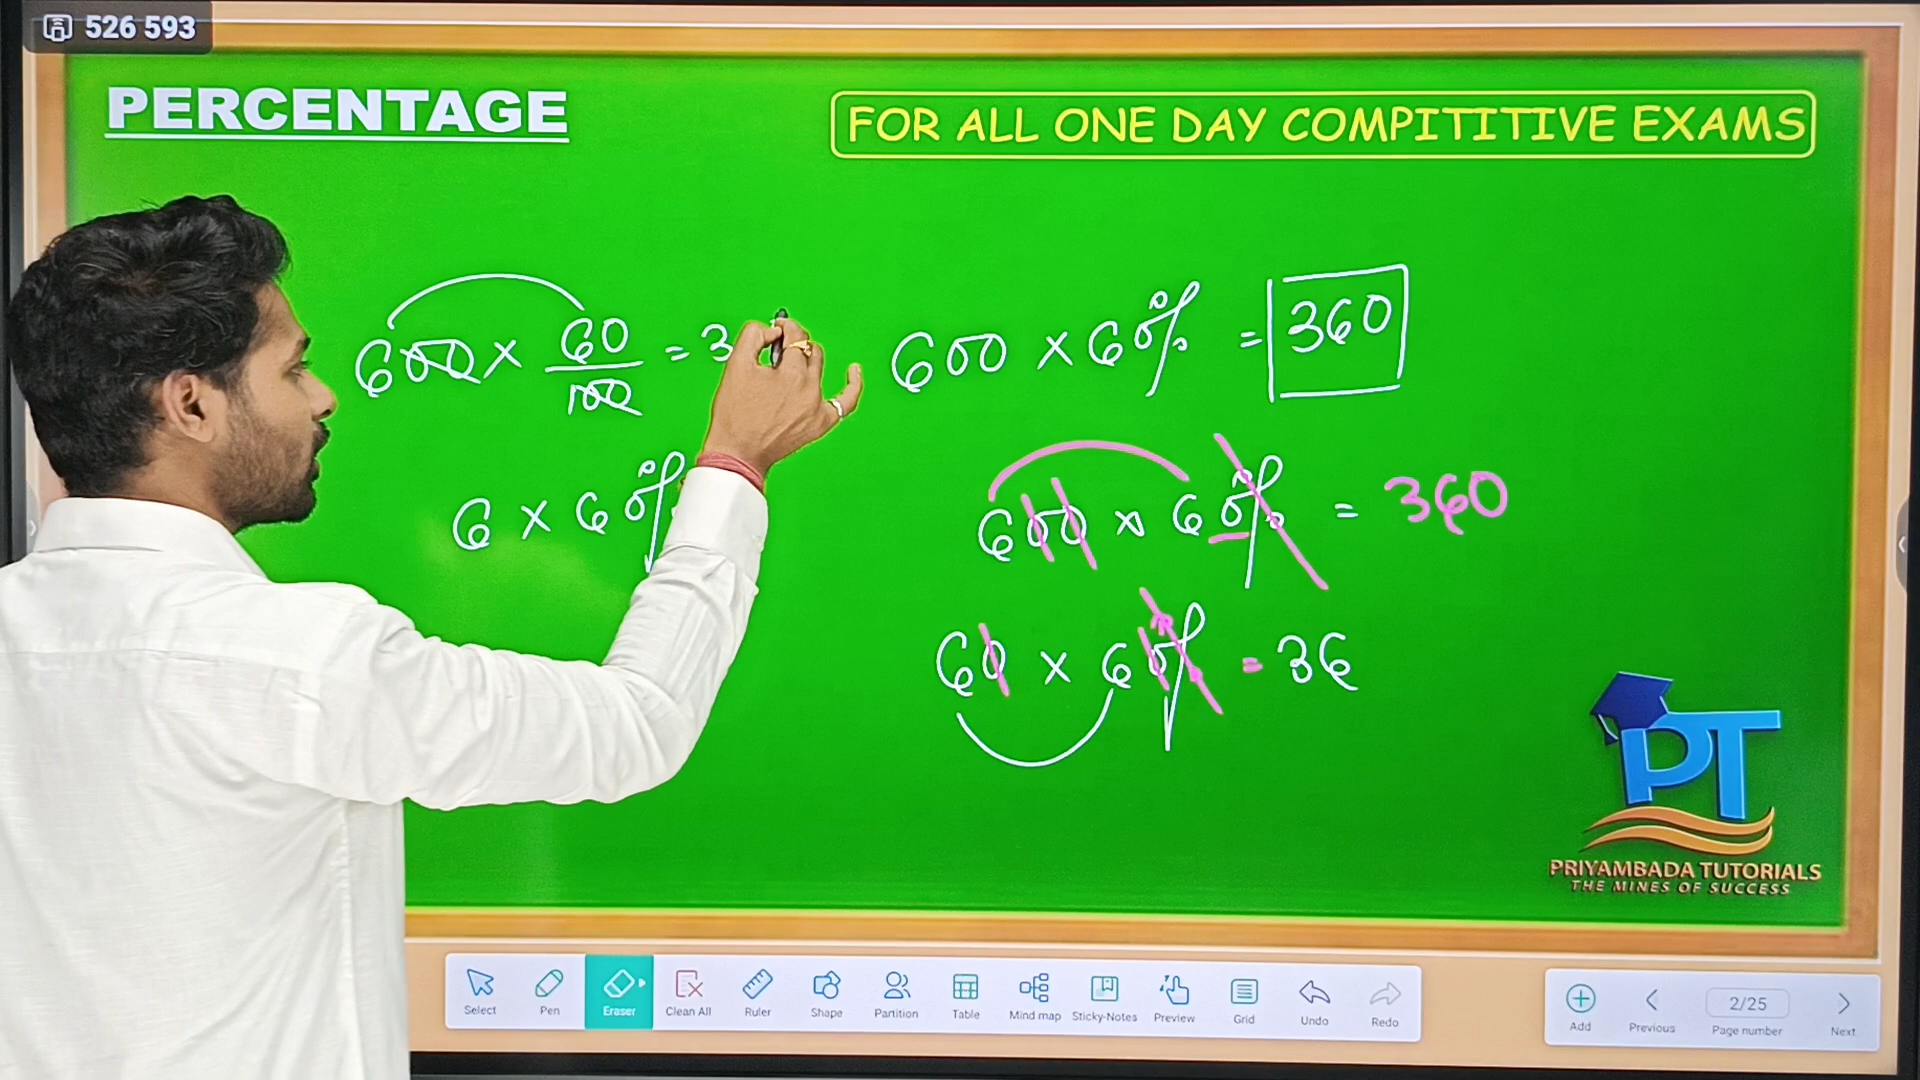 526 593
PERCENTAGE
FOR ALL ONE DAY COMPITITIVE EXAMS
600 × 60/100 = 3
600 × 60% = 360
6 × 60%
600 × 60% = 360
60 × 60% = 36
PT
PRIYAMBADA TUTORIALS
THE MINES OF SUCCESS
Select Pen Eraser Clean All Ruler Shape Partition Table Mind map Sticky-Notes Preview Grid Undo Redo
Add Previous 2/25 Page number Next